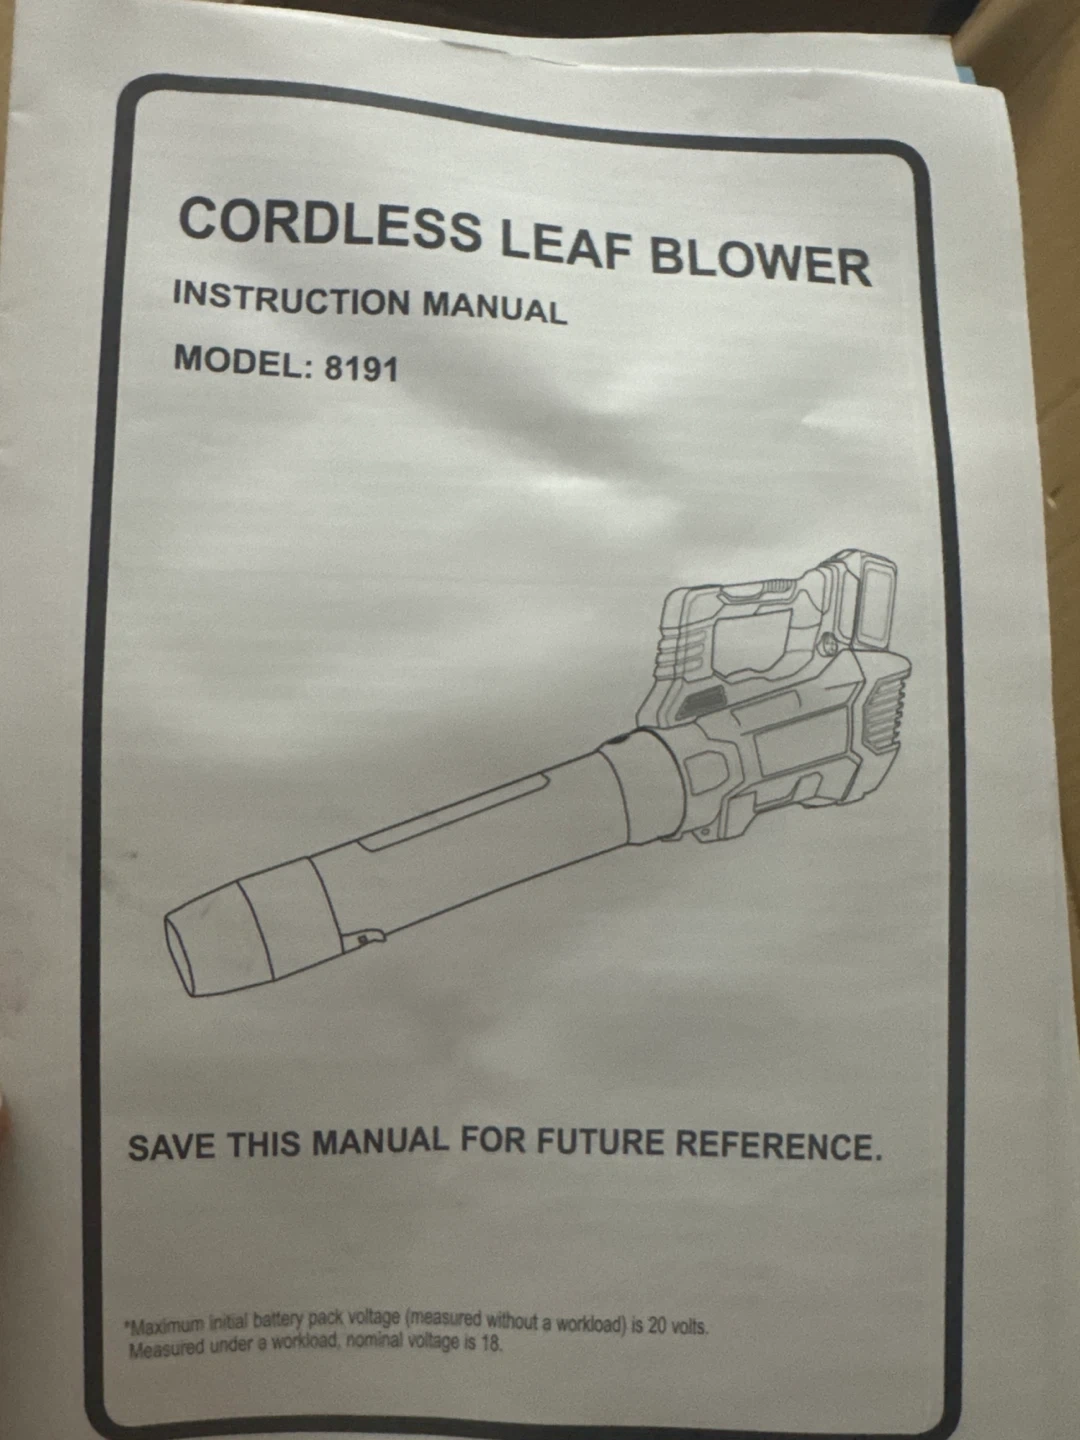 CORDLESS LEAF BLOWER
INSTRUCTION MANUAL
MODEL: 8191
SAVE THIS MANUAL FOR FUTURE REFERENCE.
*Maximum initial battery pack voltage (measured without a workload) is 20 volts.
Measured under a workload, nominal voltage is 18.